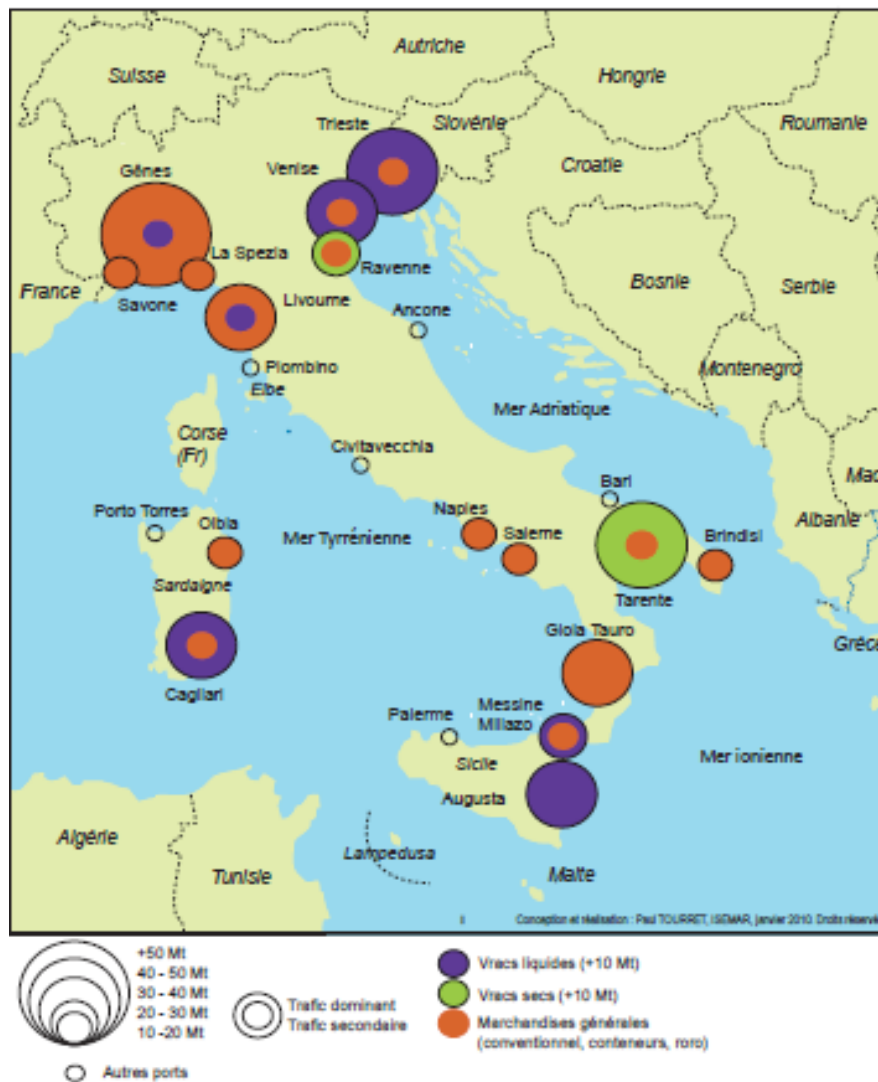 Autriche
Suisse
Hongrie
Trieste
Slovénie
Roumanie
Venise
Croatie
Gênes
La Spezia
Ravenne
Bosnie
Serbie
France
Savone
Livourne
Ancone
Piombino
Elbe
Montenegro
Mer Adriatique
Corse
(Fr)
Civitavecchia
Bari
Mac
Porto Torres
Olbia
Mer Tyrrénienne
Naples
Salerne
Brindisi
Albanie
Sardaigne
Tarente
Gioia Tauro
Grèce
Cagliari
Messine
Milazo
Palerme
Mer ionienne
Sicile
Augusta
Algérie
Lampedusa
Tunisie
Malte
Conception et réalisation : Paul TOURRET, ISEMAR, janvier 2010. Droits réservé
+50 Mt
40 - 50 Mt
30 - 40 Mt
20 - 30 Mt
10 -20 Mt
Trafic dominant
Trafic secondaire
Vracs liquides (+10 Mt)
Vracs secs (+10 Mt)
Marchandises générales
(conventionnel, conteneurs, roro)
Autres ports